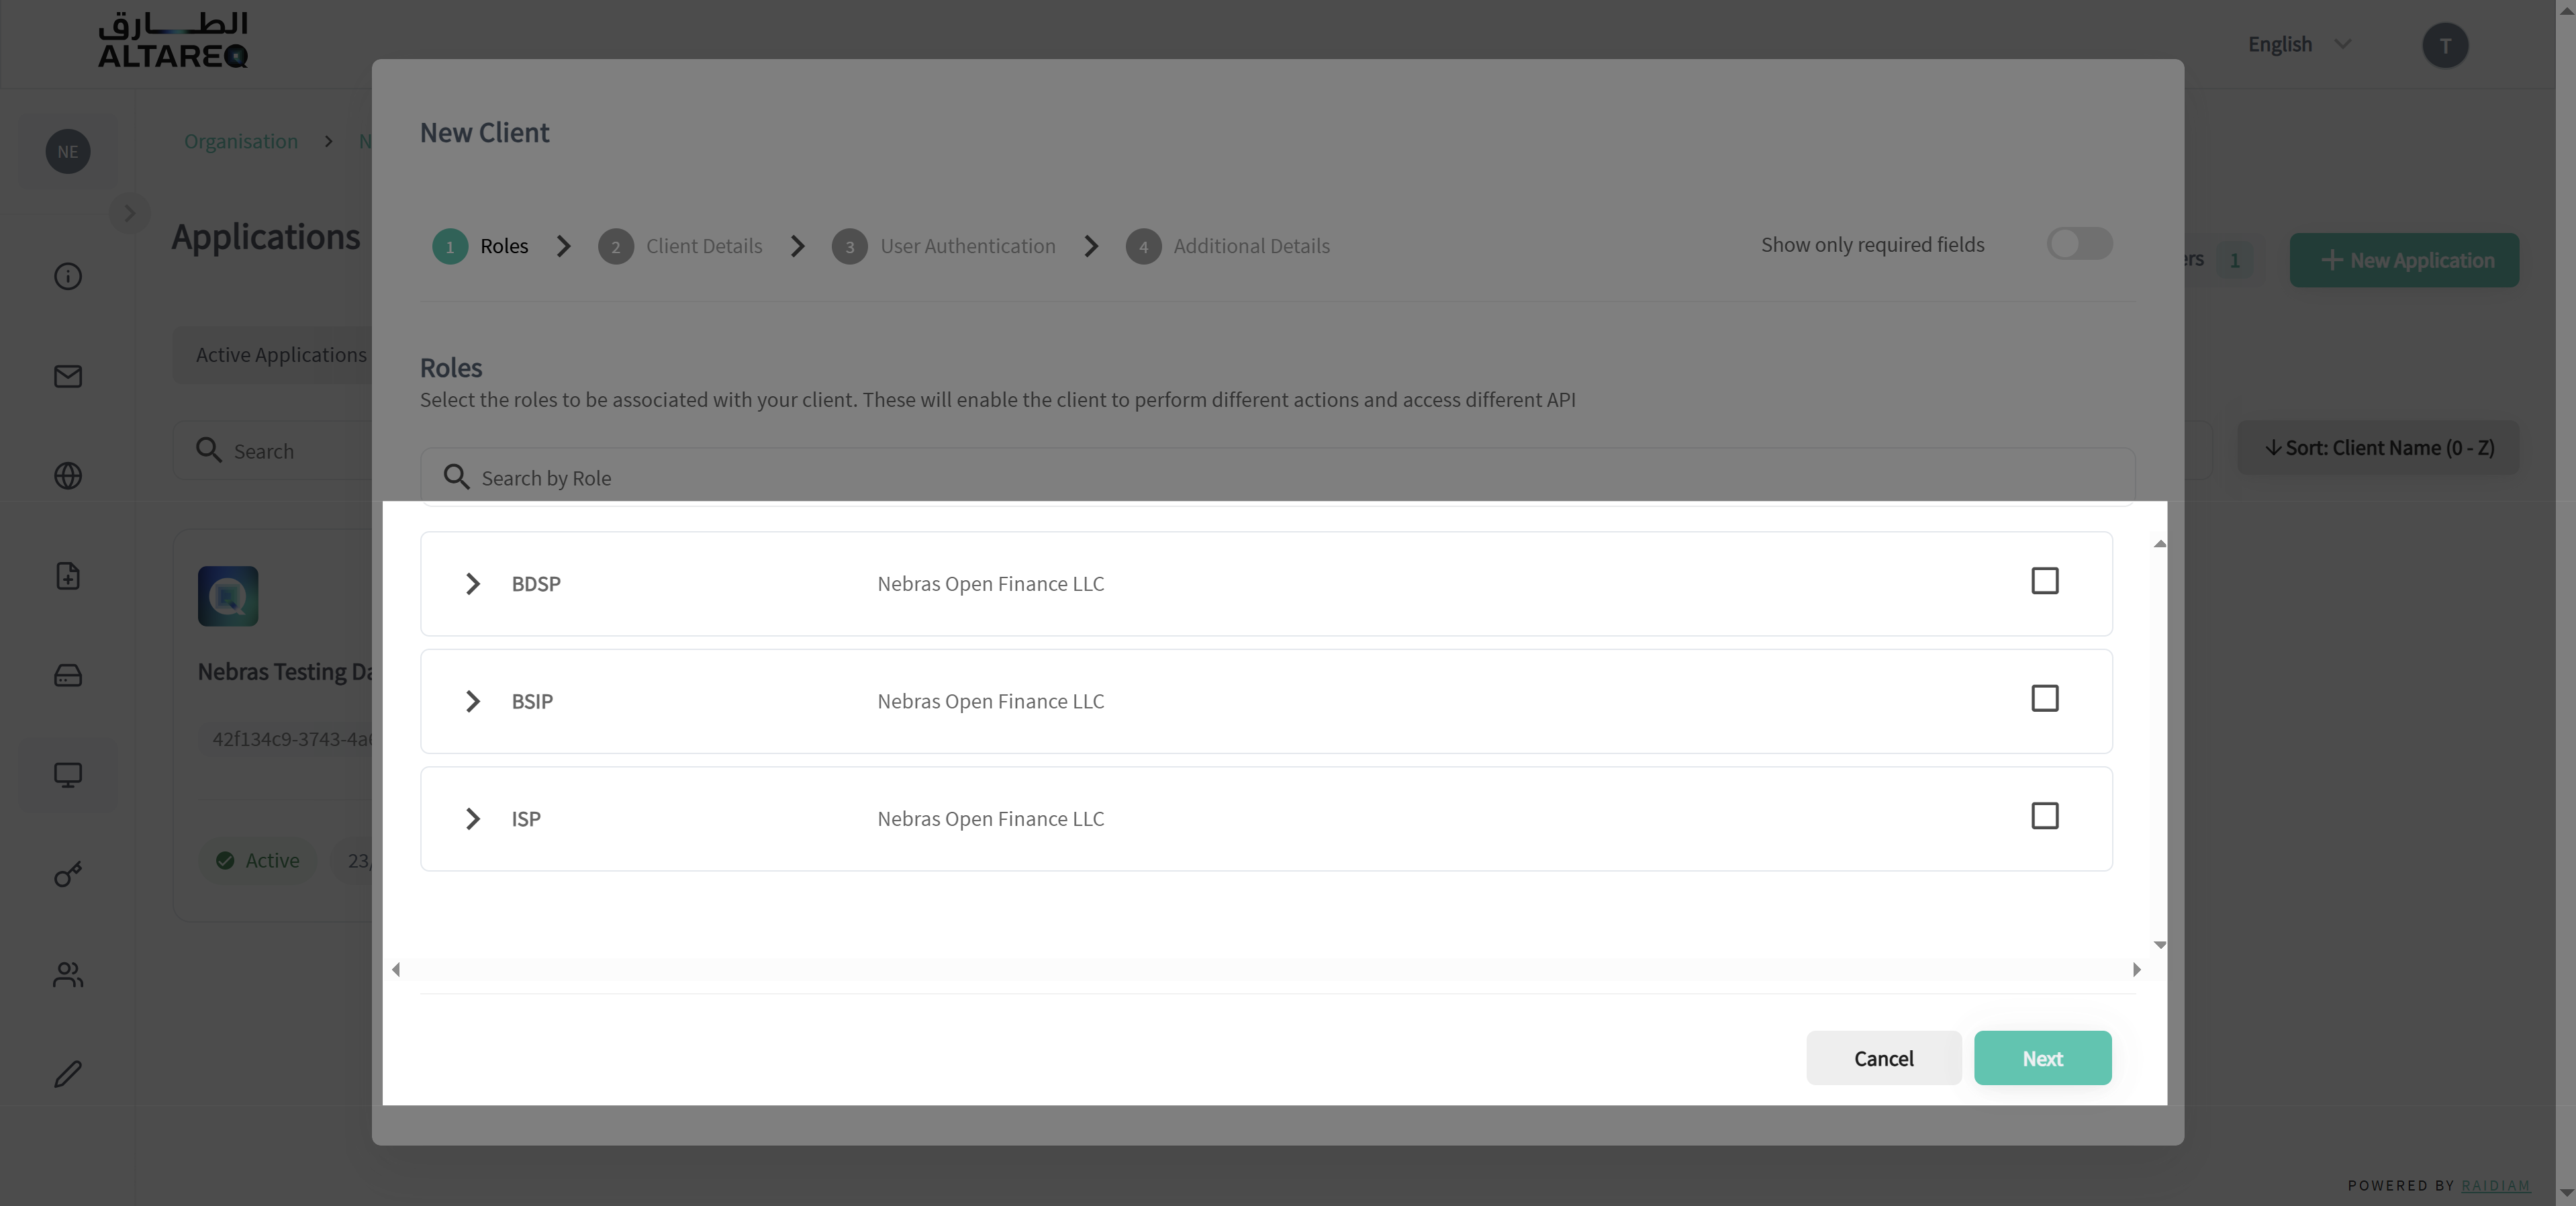 الطارق
ALTAREQ
English
T
NE
Organisation > N
New Client
Applications
1 Roles
2 Client Details
3 User Authentication
4 Additional Details
Show only required fields
1
+ New Application
Active Applications
Roles
Select the roles to be associated with your client. These will enable the client to perform different actions and access different API
Search
Search by Role
Sort: Client Name (0 - Z)
BDSP Nebras Open Finance LLC
BSIP Nebras Open Finance LLC
ISP Nebras Open Finance LLC
Nebras Testing Da
42f134c9-3743-4a
Active
23/
Cancel
Next
POWERED BY RAIDIAM